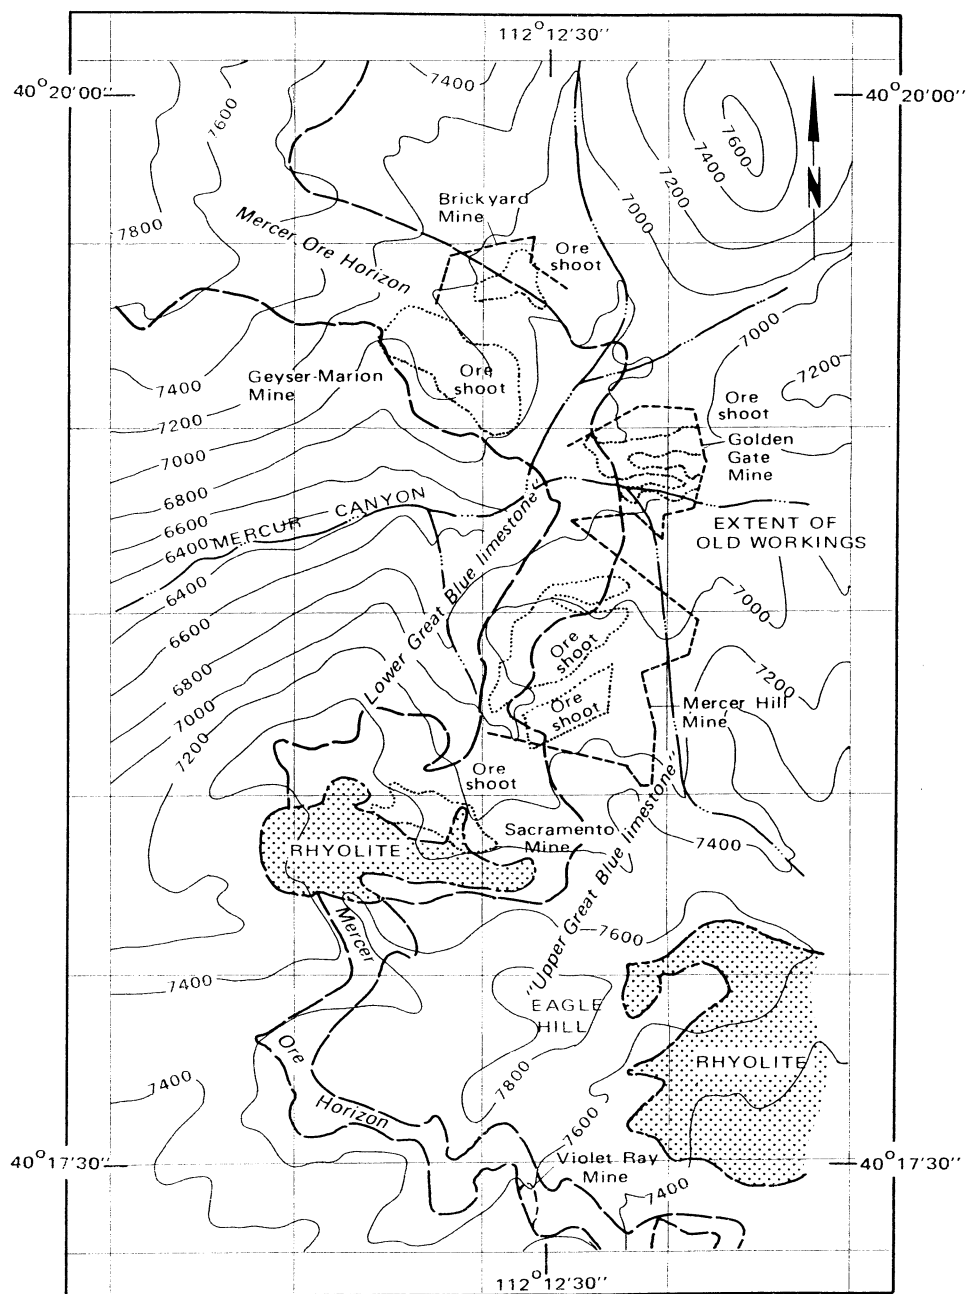 112°12'30''
40°20'00''
40°20'00''
7400
7600
7600
7400
7200
7000
N
7800
Brickyard
Mine
Mercer Ore Horizon
Ore
shoot
7000
7200
7400
Geyser-Marion
Mine
Ore
shoot
7200
Ore
shoot
Golden
Gate
Mine
7000
6800
6600
6400
MERCUR CANYON
EXTENT OF
OLD WORKINGS
6400
6600
6800
7000
7200
Lower Great Blue limestone"
Ore
shoot
Ore
shoot
7000
7200
Mercer Hill
Mine
Ore
shoot
Sacramento
Mine
7400
RHYOLITE
"Upper Great Blue limestone"
Mercer
7600
7400
EAGLE
HILL
Ore
RHYOLITE
7800
7400
Horizon
7600
40°17'30''
40°17'30''
Violet Ray
Mine
7400
112°12'30''